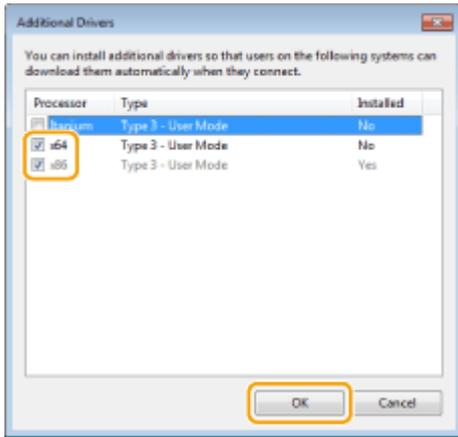 Additional Drivers
You can install additional drivers so that users on the following systems can
download them automatically when they connect.
Processor Type Installed
Itanium Type 3 - User Mode No
x64 Type 3 - User Mode No
x86 Type 3 - User Mode Yes
OK Cancel